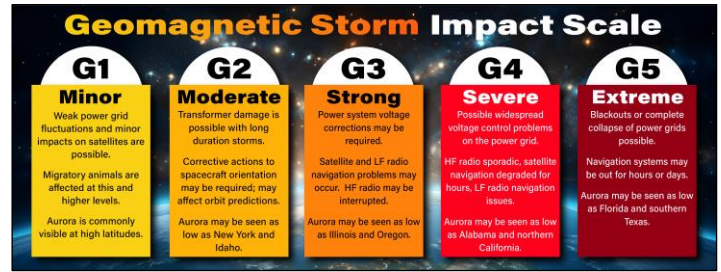 Geomagnetic Storm Impact Scale
G1
Minor
Weak power grid
fluctuations and minor
impacts on satellites are
possible.
Migratory animals are
affected at this and
higher levels.
Aurora is commonly
visible at high latitudes.
G2
Moderate
Transformer damage is
possible with long
duration storms.
Corrective actions to
spacecraft orientation
may be required; may
affect orbit predictions.
Aurora may be seen as
low as New York and
Idaho.
G3
Strong
Power system voltage
corrections may be
required.
Satellite and LF radio
navigation problems may
occur. HF radio may be
interrupted.
Aurora may be seen as low
as Illinois and Oregon.
G4
Severe
Possible widespread
voltage control problems
on the power grid.
HF radio sporadic, satellite
navigation degraded for
hours, LF radio navigation
issues.
Aurora may be seen as low
as Alabama and northern
California.
G5
Extreme
Blackouts or complete
collapse of power grids
possible.
Navigation systems may
be out for hours or days.
Aurora may be seen as low
as Florida and southern
Texas.